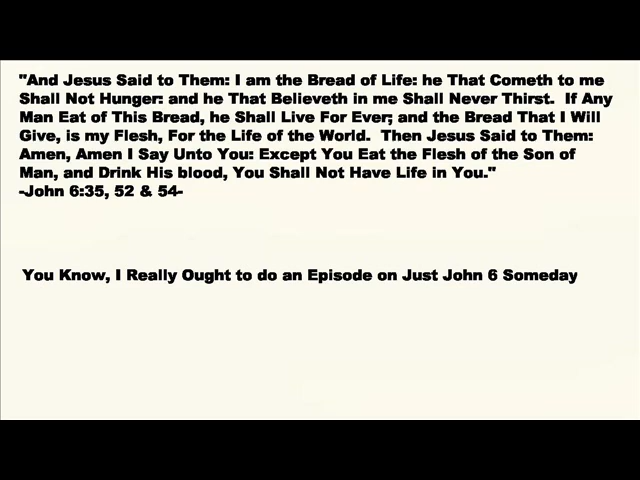 "And Jesus Said to Them: I am the Bread of Life: he That Cometh to me
Shall Not Hunger: and he That Believeth in me Shall Never Thirst.  If Any
Man Eat of This Bread, he Shall Live For Ever; and the Bread That I Will
Give, is my Flesh, For the Life of the World.  Then Jesus Said to Them:
Amen, Amen I Say Unto You: Except You Eat the Flesh of the Son of
Man, and Drink His blood, You Shall Not Have Life in You."
-John 6:35, 52 & 54-
You Know, I Really Ought to do an Episode on Just John 6 Someday